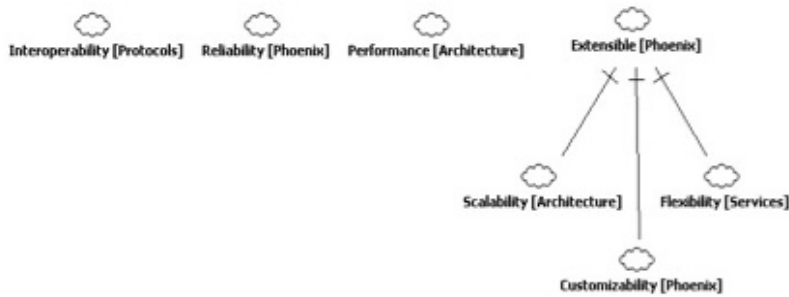 Interoperability [Protocols] Reliability [Phoenix] Performance [Architecture] Extensible [Phoenix]
Scalability [Architecture] Flexibility [Services]
Customizability [Phoenix]